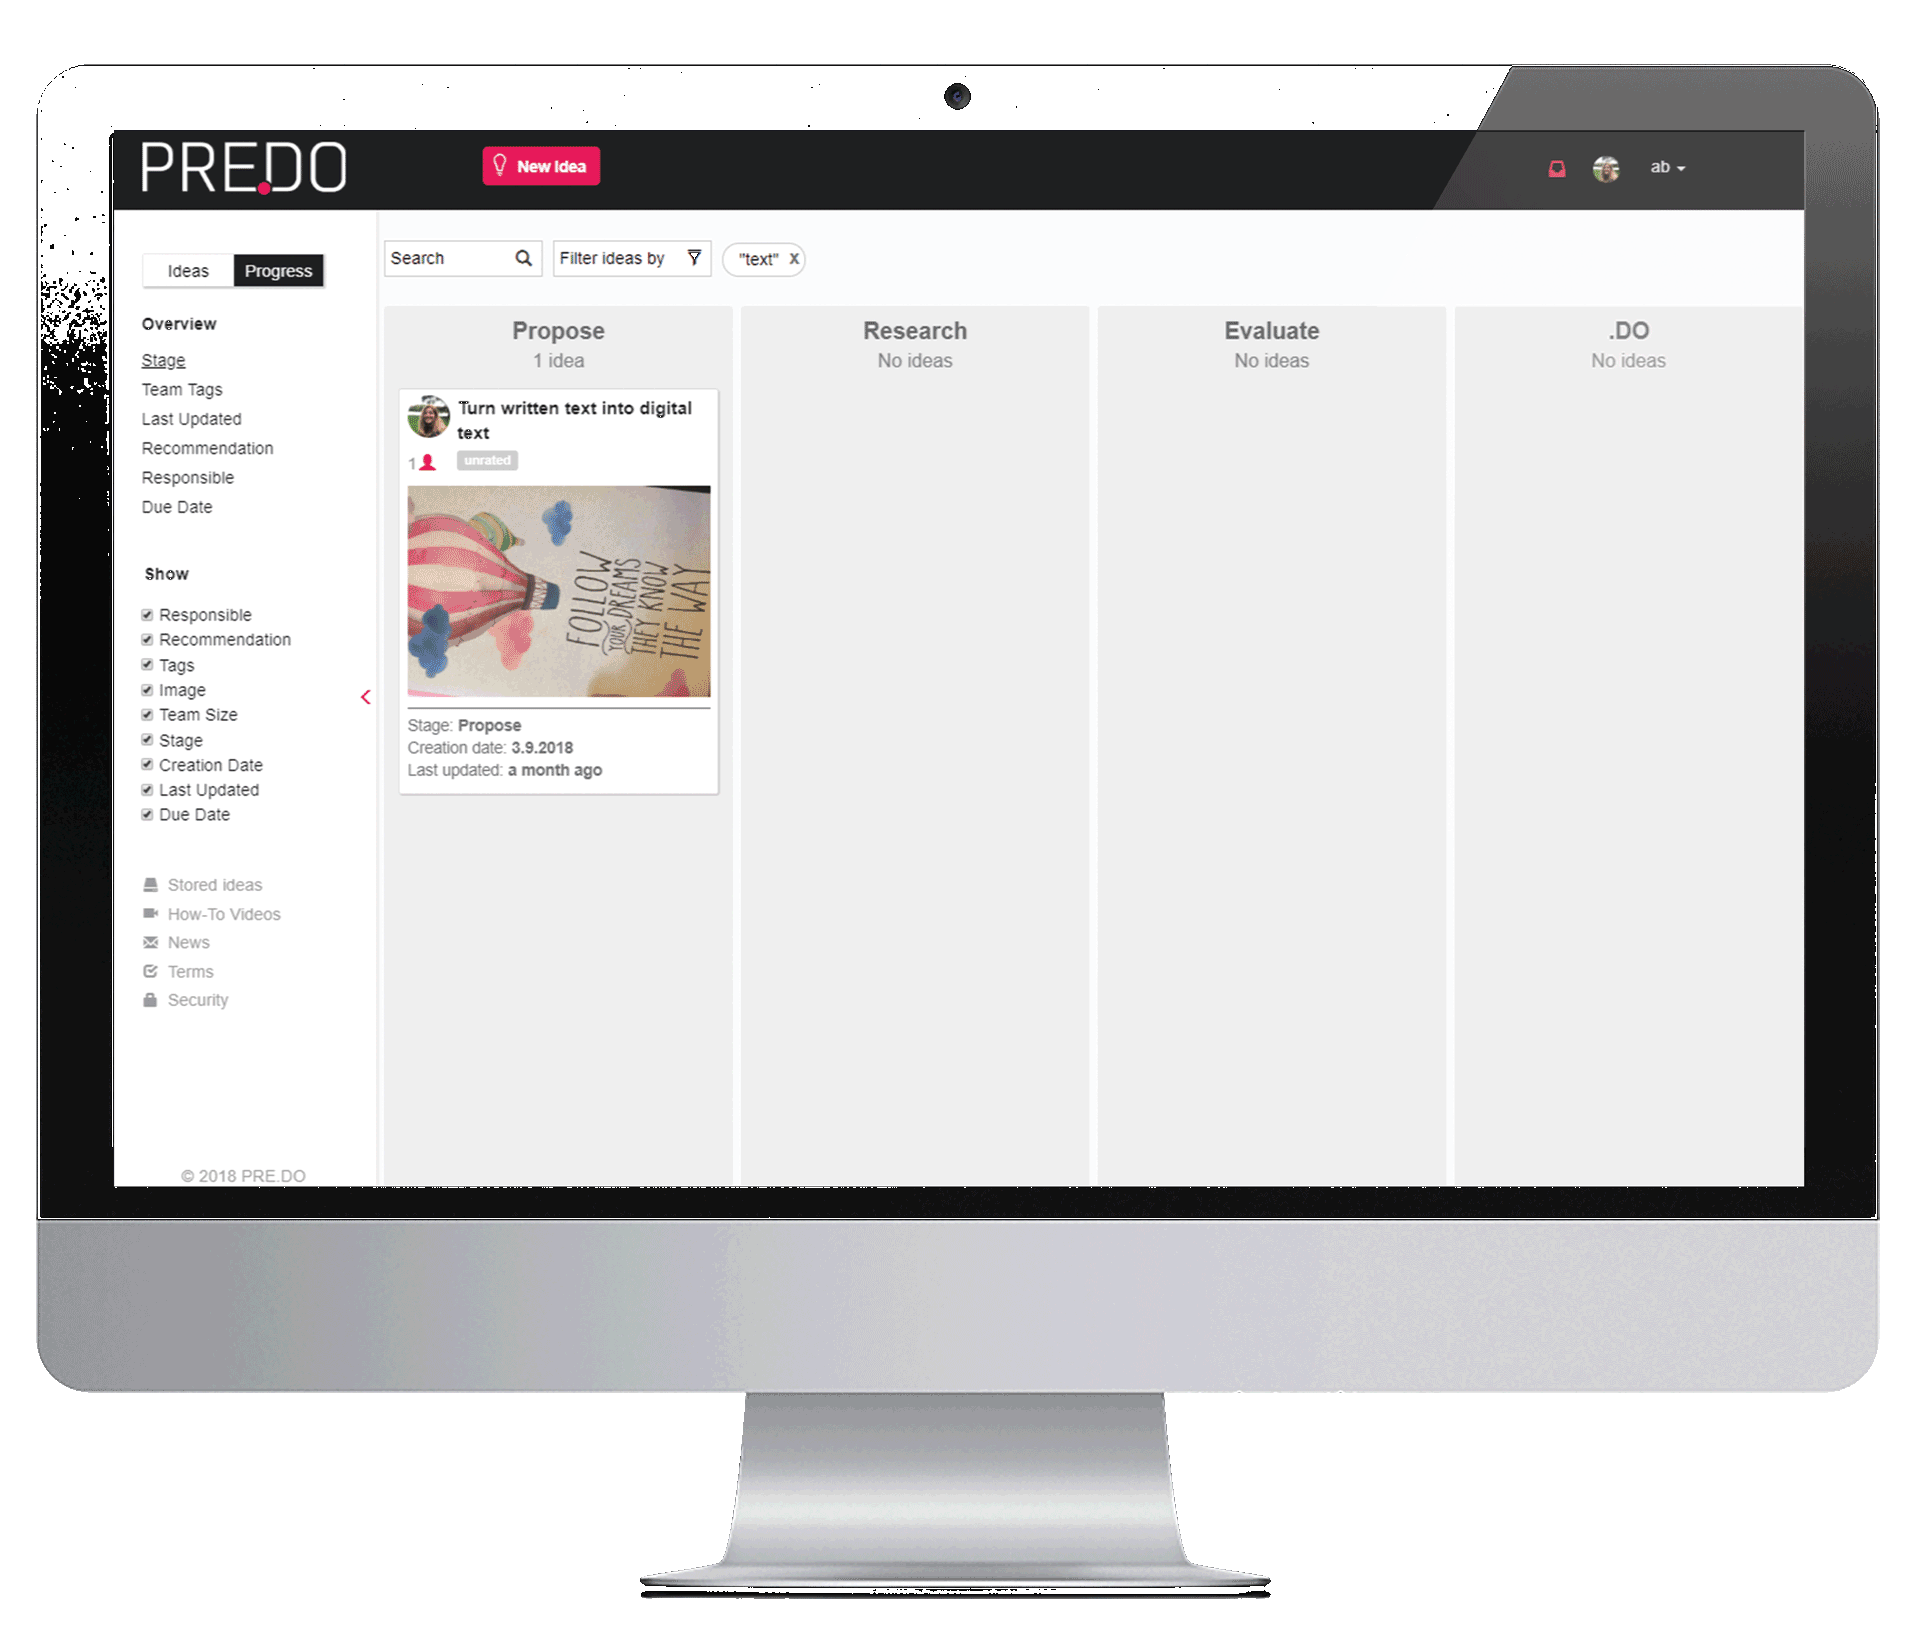 PRE.DO
New Idea
ab
Ideas
Progress
Search
Filter ideas by
"text" X
Overview
Stage
Team Tags
Last Updated
Recommendation
Responsible
Due Date
Show
Responsible
Recommendation
Tags
Image
Team Size
Stage
Creation Date
Last Updated
Due Date
Stored ideas
How-To Videos
News
Terms
Security
© 2018 PRE.DO
Propose
1 idea
Turn written text into digital
text
1
unrated
FOLLOW
YOUR DREAMS
THEY KNOW
THE WAY
Stage: Propose
Creation date: 3.9.2018
Last updated: a month ago
Research
No ideas
Evaluate
No ideas
.DO
No ideas